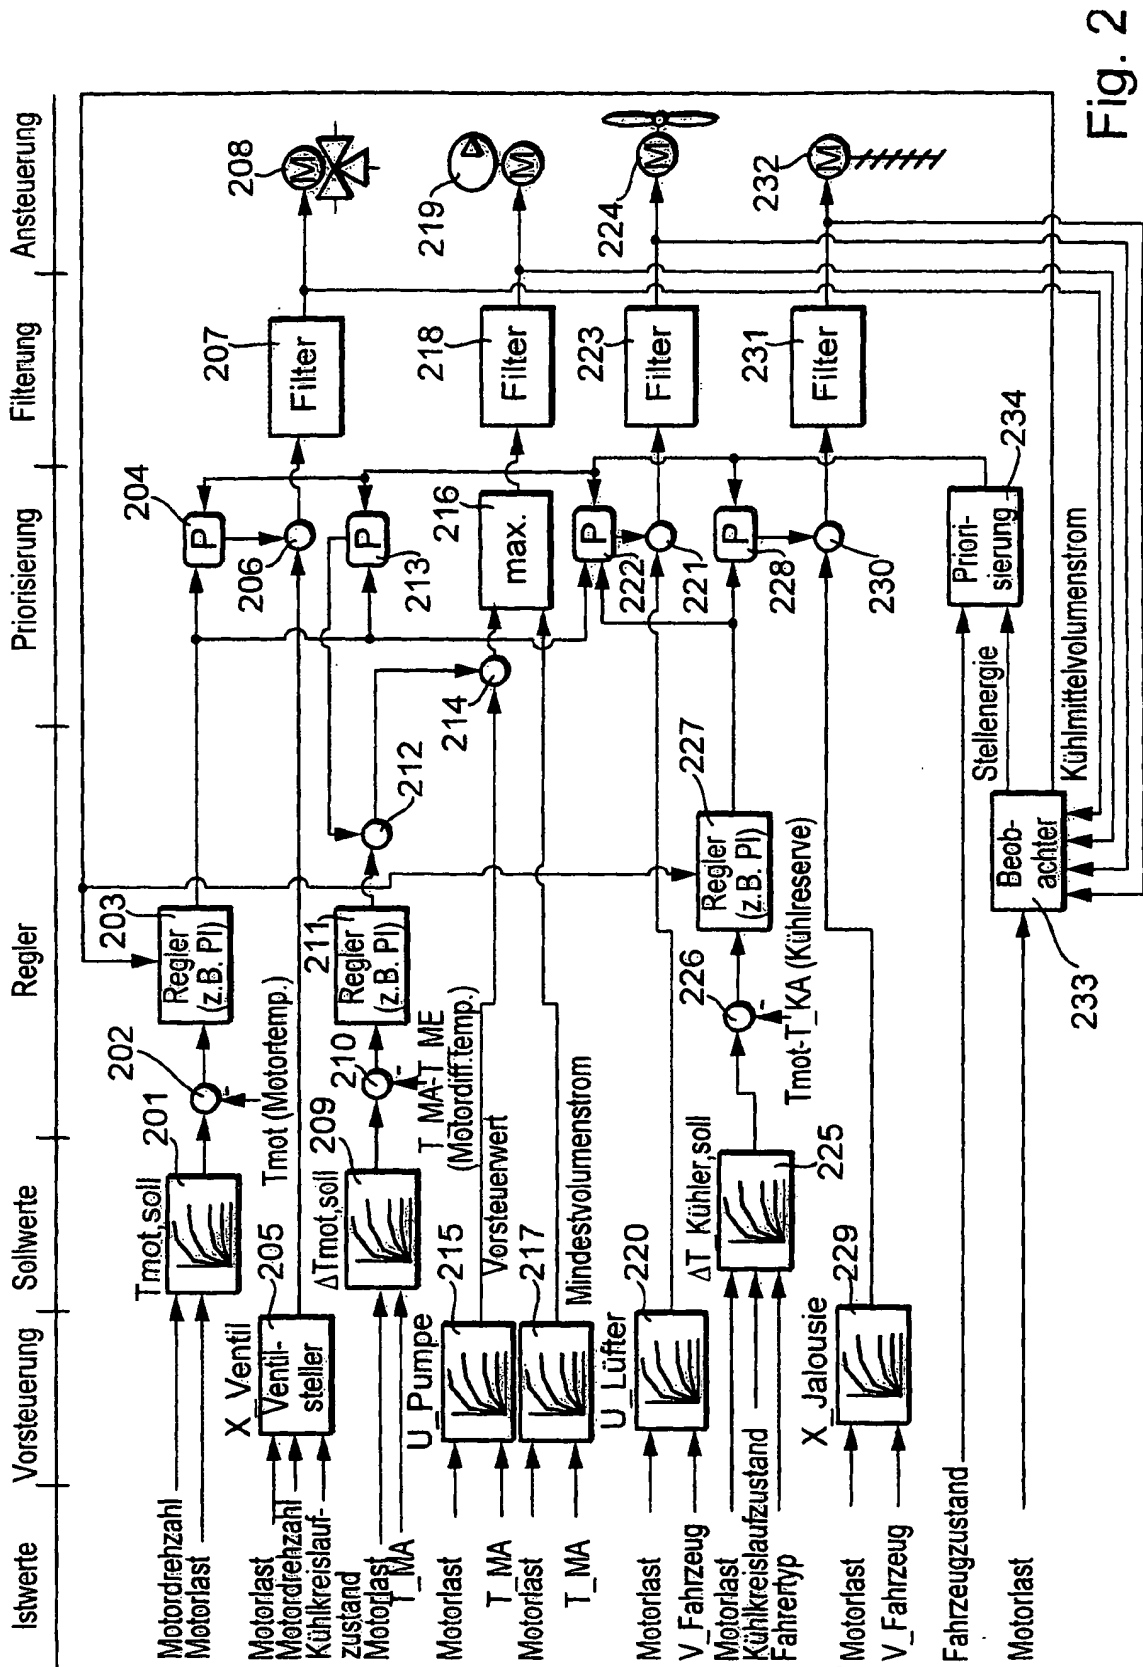 Istwerte
Vorsteuerung
Sollwerte
Regler
Priorisierung
Filterung
Ansteuerung
Motordrehzahl
Motorlast
Tmot,soll
201
202
Tmot (Motortemp.)
203
Regler
(z.B. PI)
204
P
206
207
Filter
208
M
Motorlast
Motordrehzahl
Kühlkreislauf-
zustand
X_Ventil
205
Ventil-
steller
Motorlast
T_MA
ΔTmot,soll
209
210
T_MA-T_ME
(Motordiff.temp.)
211
Regler
(z.B. PI)
212
P
213
214
Motorlast
T_MA
U_Pumpe
215
Vorsteuerwert
216
max.
218
Filter
219
M
Motorlast
T_MA
217
Mindestvolumenstrom
Motorlast
V_Fahrzeug
U_Lüfter
220
P
222
221
223
Filter
224
M
Motorlast
Kühlkreislaufzustand
Fahrertyp
ΔT_Kühler,soll
225
226
Tmot-T_KA (Kühlreserve)
227
Regler
(z.B. PI)
P
228
Motorlast
V_Fahrzeug
X_Jalousie
229
230
231
Filter
232
M
Fahrzeugzustand
Priori-
sierung
234
Motorlast
233
Beob-
achter
Stellenergie
Kühlmittelvolumenstrom
Fig. 2